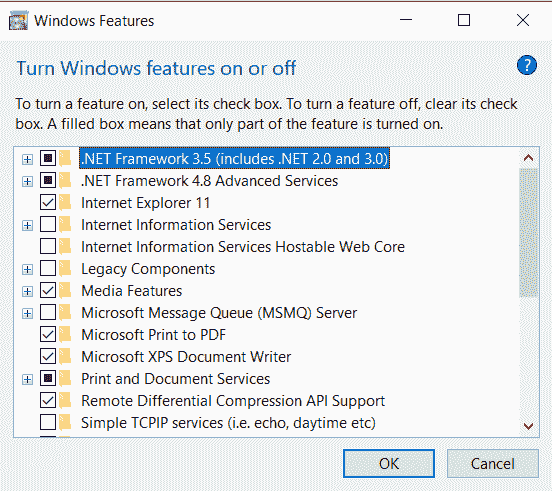 Windows Features
Turn Windows features on or off
?
To turn a feature on, select its check box. To turn a feature off, clear its check
box. A filled box means that only part of the feature is turned on.
.NET Framework 3.5 (includes .NET 2.0 and 3.0)
.NET Framework 4.8 Advanced Services
Internet Explorer 11
Internet Information Services
Internet Information Services Hostable Web Core
Legacy Components
Media Features
Microsoft Message Queue (MSMQ) Server
Microsoft Print to PDF
Microsoft XPS Document Writer
Print and Document Services
Remote Differential Compression API Support
Simple TCPIP services (i.e. echo, daytime etc)
OK
Cancel